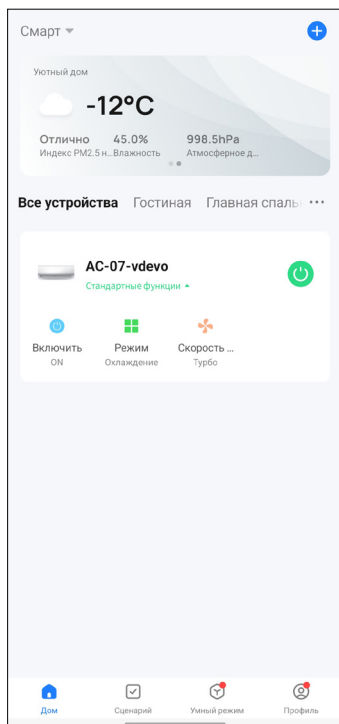 Смарт
Уютный дом
-12°C
Отлично 45.0% 998.5hPa
Индекс PM2.5 н... Влажность Атмосферное д...
Все устройства Гостиная Главная спаль ...
AC-07-vdevo
Стандартные функции
Включить Режим Скорость ...
ON Охлаждение Турбо
Дом Сценарий Умный режим Профиль